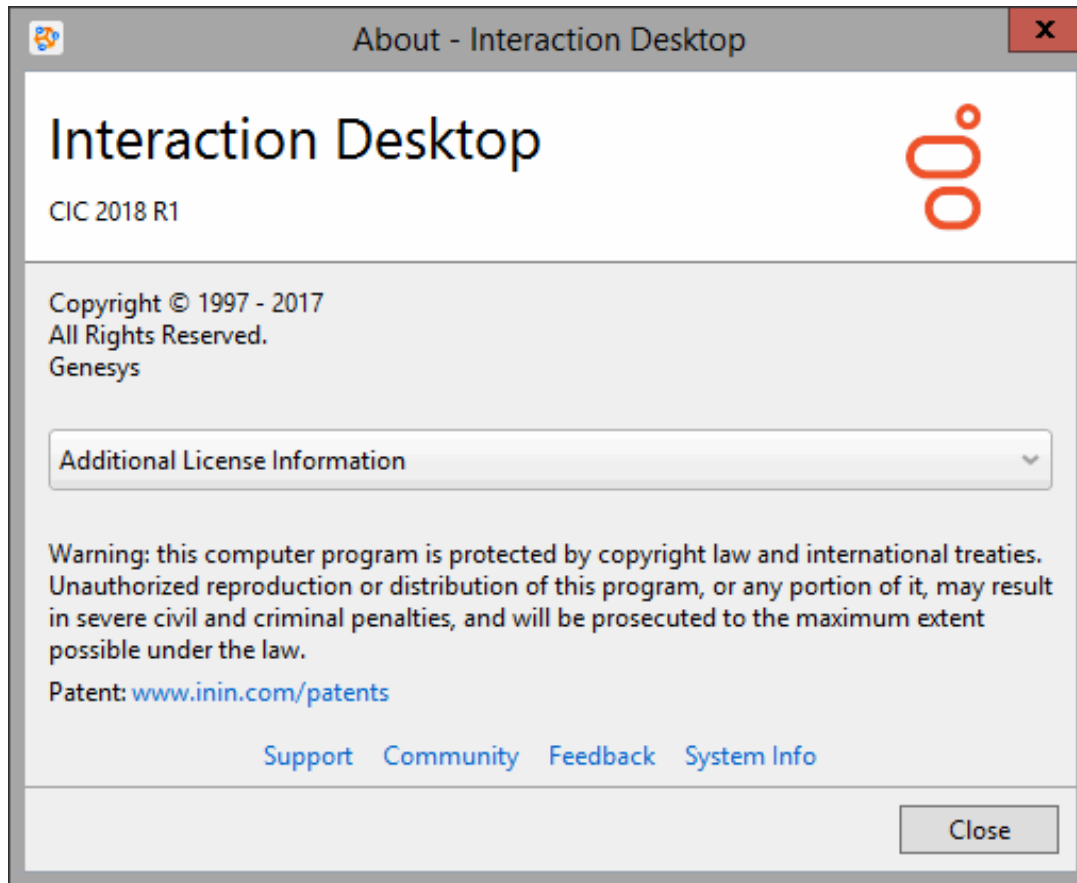 About - Interaction Desktop
x
Interaction Desktop
CIC 2018 R1
Copyright © 1997 - 2017
All Rights Reserved.
Genesys
Additional License Information
Warning: this computer program is protected by copyright law and international treaties.
Unauthorized reproduction or distribution of this program, or any portion of it, may result
in severe civil and criminal penalties, and will be prosecuted to the maximum extent
possible under the law.
Patent: www.inin.com/patents
Support Community Feedback System Info
Close